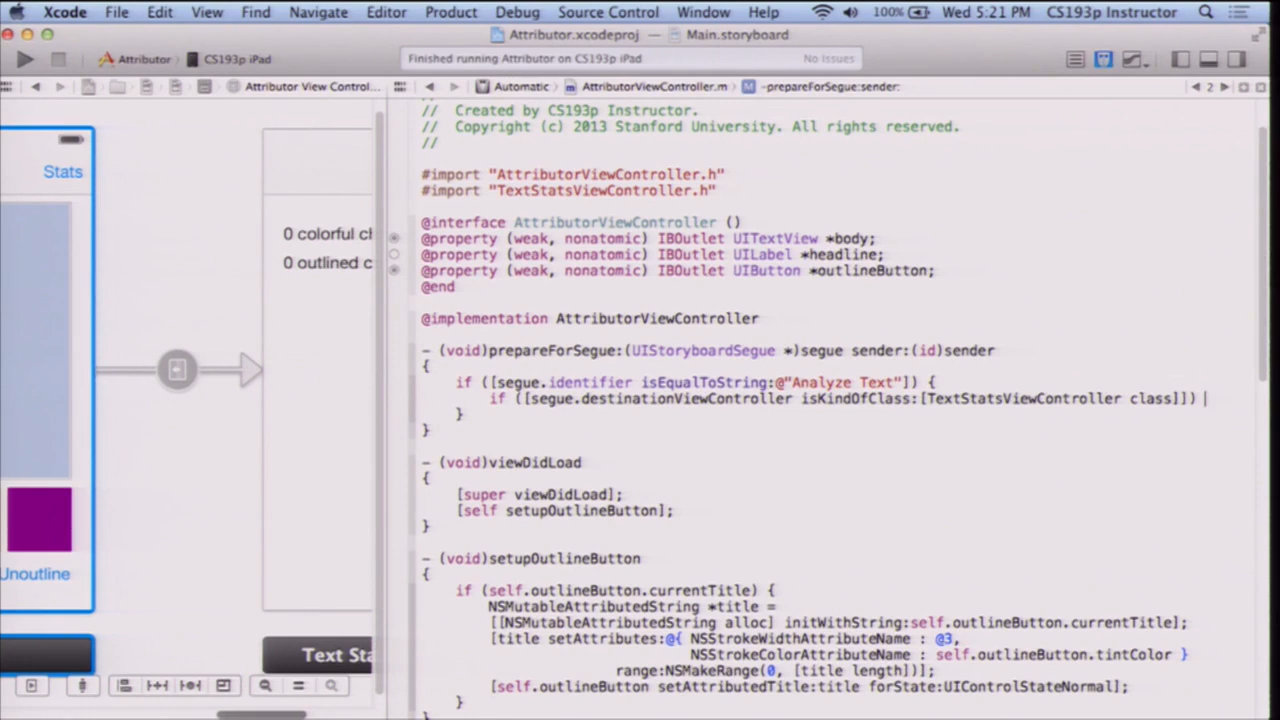 Xcode File Edit View Find Navigate Editor Product Debug Source Control Window Help 100% Wed 5:21 PM CS193p Instructor
Attributor.xcodeproj — Main.storyboard
Attributor CS193p iPad Finished running Attributor on CS193p iPad No Issues
Attributor View Control... Automatic AttributorViewController.m -prepareForSegue:sender: 2
// Created by CS193p Instructor.
// Copyright (c) 2013 Stanford University. All rights reserved.
//
#import "AttributorViewController.h"
#import "TextStatsViewController.h"
@interface AttributorViewController ()
@property (weak, nonatomic) IBOutlet UITextView *body;
@property (weak, nonatomic) IBOutlet UILabel *headline;
@property (weak, nonatomic) IBOutlet UIButton *outlineButton;
@end
@implementation AttributorViewController
- (void)prepareForSegue:(UIStoryboardSegue *)segue sender:(id)sender
{
if ([segue.identifier isEqualToString:@"Analyze Text"]) {
if ([segue.destinationViewController isKindOfClass:[TextStatsViewController class]])
}
}
- (void)viewDidLoad
{
[super viewDidLoad];
[self setupOutlineButton];
}
- (void)setupOutlineButton
{
if (self.outlineButton.currentTitle) {
NSMutableAttributedString *title =
[[NSMutableAttributedString alloc] initWithString:self.outlineButton.currentTitle];
[title setAttributes:@{ NSStrokeWidthAttributeName : @3,
NSStrokeColorAttributeName : self.outlineButton.tintColor }
range:NSMakeRange(0, [title length])];
[self.outlineButton setAttributedTitle:title forState:UIControlStateNormal];
}
Stats
0 colorful ch
0 outlined c
Unoutline
Text Sta